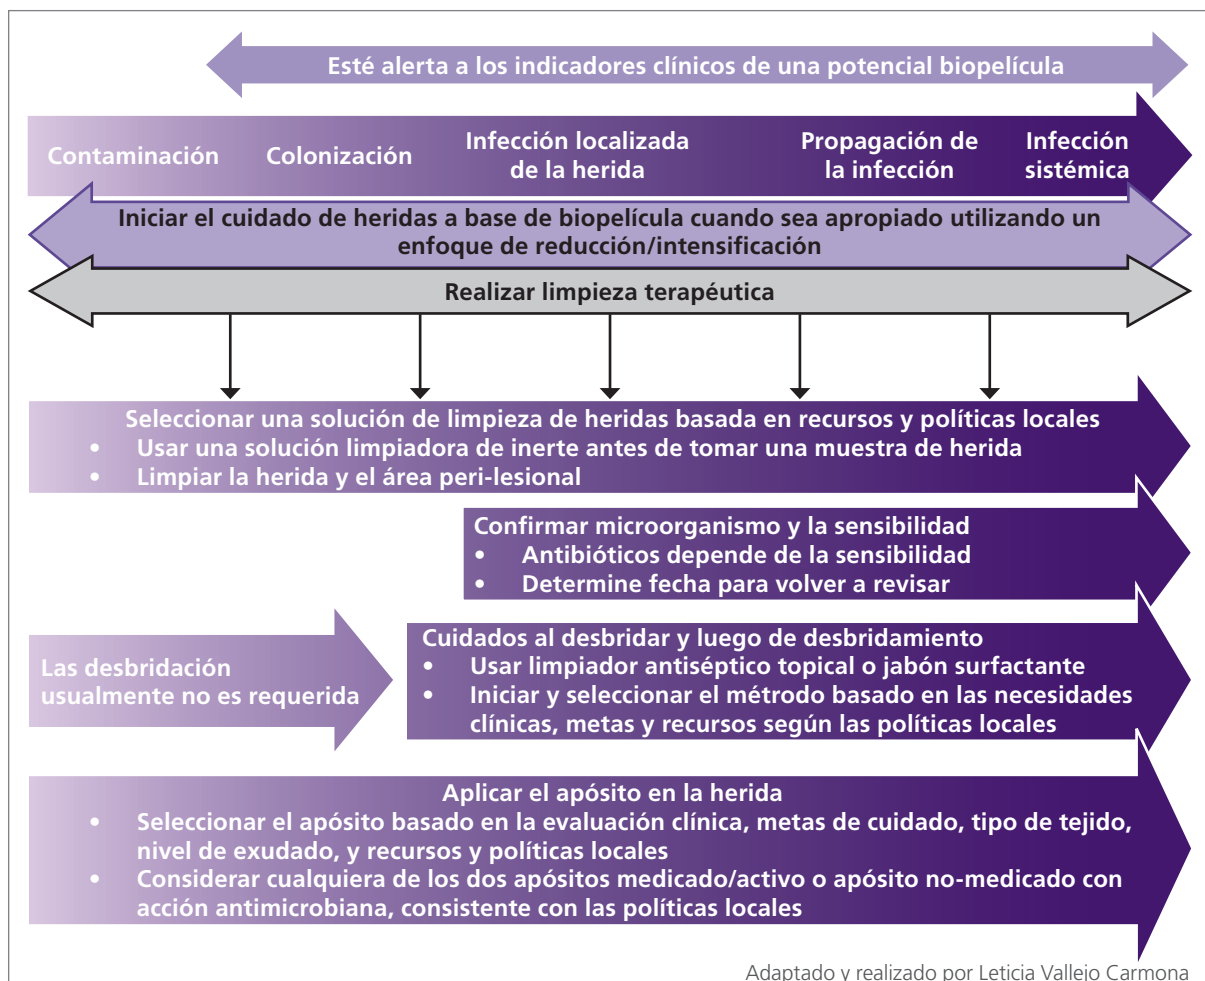 Esté alerta a los indicadores clínicos de una potencial biopelícula
Contaminación
Colonización
Infección localizada
de la herida
Propagación de
la infección
Infección
sistémica
Iniciar el cuidado de heridas a base de biopelícula cuando sea apropiado utilizando un
enfoque de reducción/intensificación
Realizar limpieza terapéutica
Seleccionar una solución de limpieza de heridas basada en recursos y políticas locales
• Usar una solución limpiadora de inerte antes de tomar una muestra de herida
• Limpiar la herida y el área peri-lesional
Confirmar microorganismo y la sensibilidad
• Antibióticos depende de la sensibilidad
• Determine fecha para volver a revisar
Las desbridación
usualmente no es requerida
Cuidados al desbridar y luego de desbridamiento
• Usar limpiador antiséptico topical o jabón surfactante
• Iniciar y seleccionar el métrodo basado en las necesidades
clínicas, metas y recursos según las políticas locales
Aplicar el apósito en la herida
• Seleccionar el apósito basado en la evaluación clínica, metas de cuidado, tipo de tejido,
nivel de exudado, y recursos y políticas locales
• Considerar cualquiera de los dos apósitos medicado/activo o apósito no-medicado con
acción antimicrobiana, consistente con las políticas locales
Adaptado y realizado por Leticia Vallejo Carmona